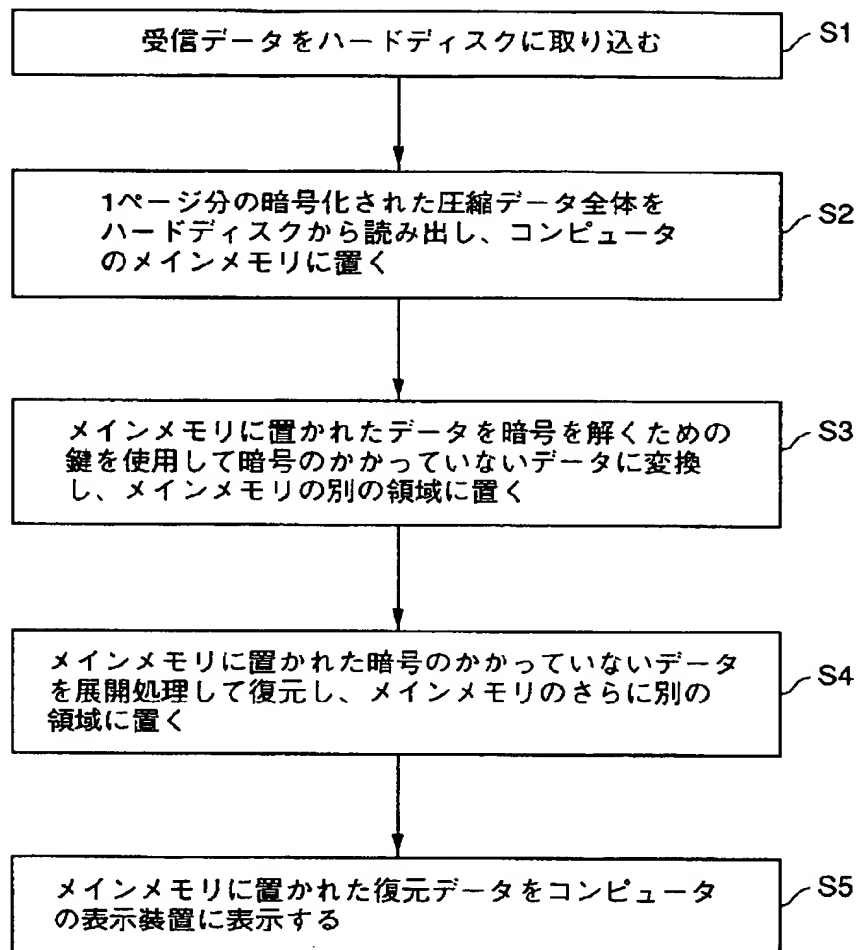 受信データをハードディスクに取り込む
S1
1ページ分の暗号化された圧縮データ全体を
ハードディスクから読み出し、コンピュータ
のメインメモリに置く
S2
メインメモリに置かれたデータを暗号を解くための
鍵を使用して暗号のかかっていないデータに変換
し、メインメモリの別の領域に置く
S3
メインメモリに置かれた暗号のかかっていないデータ
を展開処理して復元し、メインメモリのさらに別の
領域に置く
S4
メインメモリに置かれた復元データをコンピュータ
の表示装置に表示する
S5